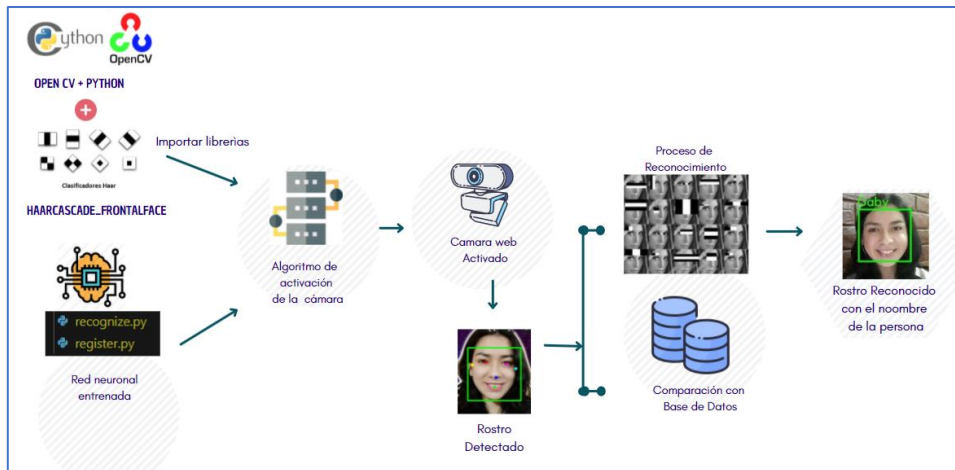 ython
OpenCV
OPEN CV + PYTHON
Importar librerias
Clasificadores Haar
HAARCASCADE_FRONTALFACE
recognize.py
register.py
Red neuronal
entrenada
Algoritmo de
activación
de la cámara
Camara web
Activado
Rostro
Detectado
Proceso de
Reconocimiento
Comparación con
Base de Datos
Gaby
Rostro Reconocido
con el noombre
de la persona